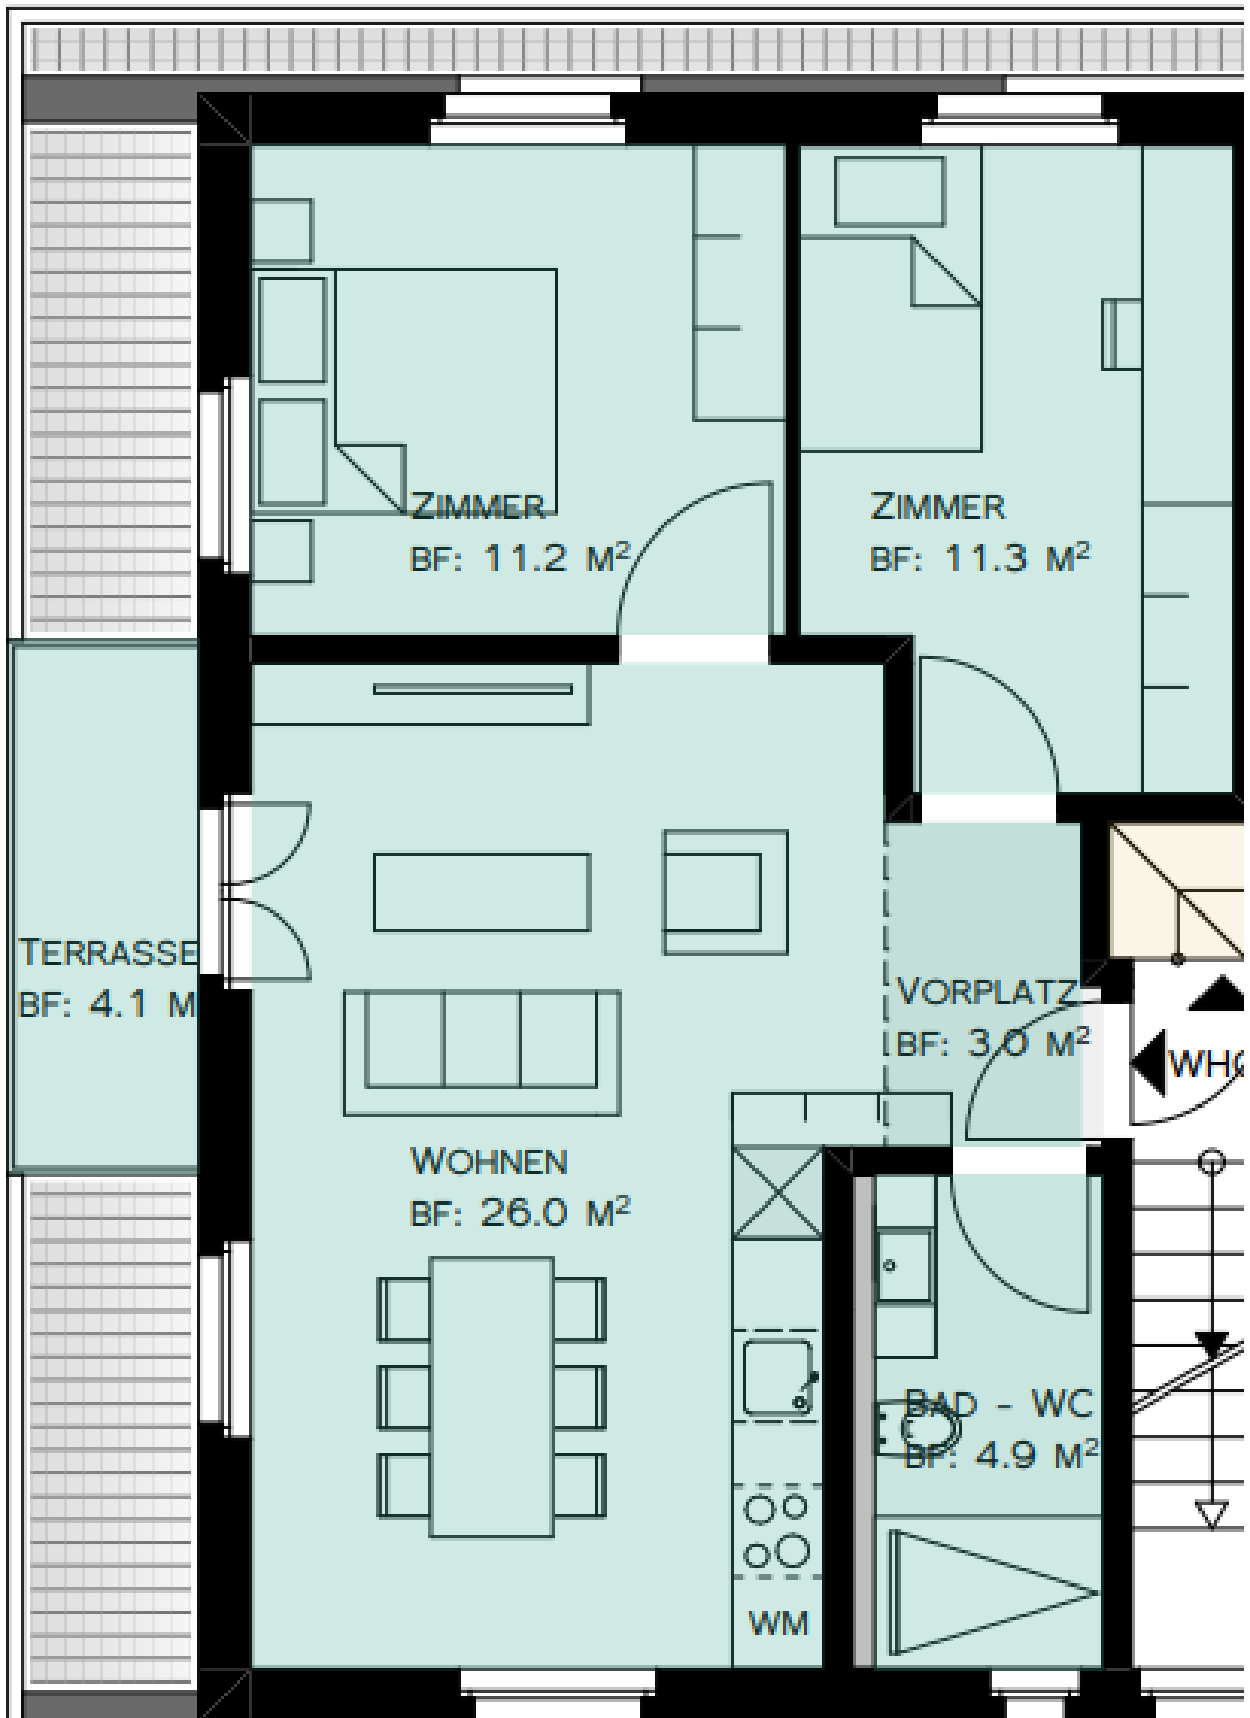 ZIMMER
BF: 11.2 M²
ZIMMER
BF: 11.3 M²
TERRASSE
BF: 4.1 M
VORPLATZ
BF: 3.0 M²
WOHNEN
BF: 26.0 M²
BAD - WC
BF: 4.9 M²
WM